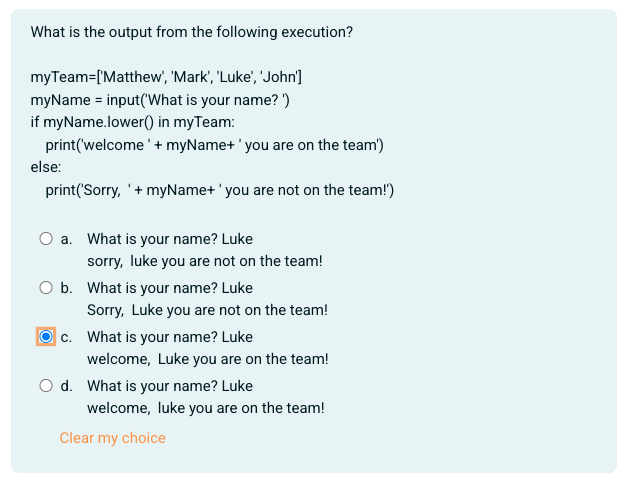 What is the output from the following execution?
myTeam=['Matthew', 'Mark', 'Luke', 'John']
myName = input('What is your name? ')
if myName.lower() in myTeam:
print('welcome ' + myName+ ' you are on the team')
else:
print('Sorry,  ' + myName+ ' you are not on the team!')
a. What is your name? Luke
sorry,  luke you are not on the team!
b. What is your name? Luke
Sorry,  Luke you are not on the team!
c. What is your name? Luke
welcome,  Luke you are on the team!
d. What is your name? Luke
welcome,  luke you are on the team!
Clear my choice